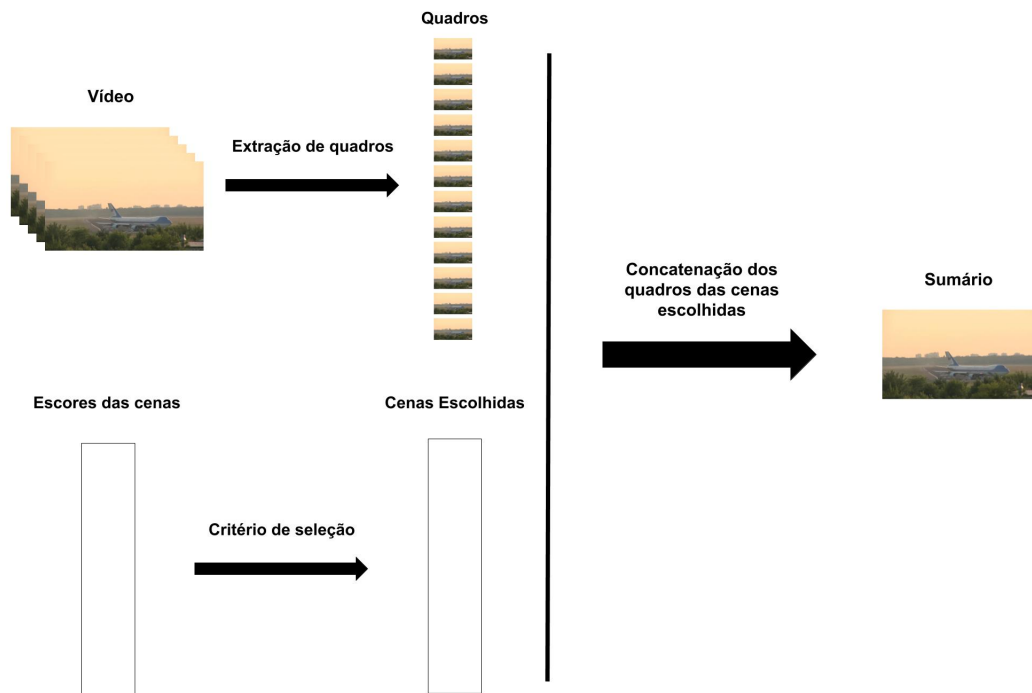 Quadros
Vídeo
Extração de quadros
Concatenação dos
quadros das cenas
escolhidas
Sumário
Escores das cenas
Cenas Escolhidas
Critério de seleção